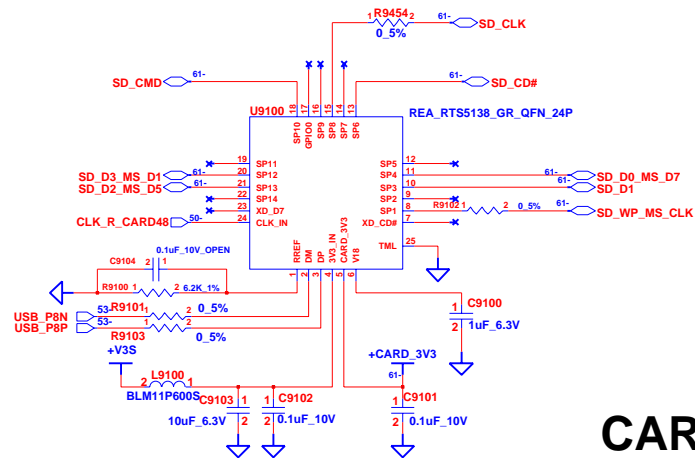 R9454
1 2 61- SD_CLK
0_5%
61- 61-
SD_CMD SD_CD#
U9100 18 17 16 15 14 13 REA_RTS5138_GR_QFN_24P
SP10 GPIO0 SP9 SP8 SP7 SP6
19 SP11 SP5 12
SD_D3_MS_D1 61- 20 SP12 SP4 11 61- SD_D0_MS_D7
SD_D2_MS_D5 61- 21 SP13 SP3 10 61- SD_D1
22 SP14 SP2 9
23 XD_D7 SP1 8 R9102 1 2 0_5% 61- SD_WP_MS_CLK
CLK_R_CARD48 50- 24 CLK_IN XD_CD# 7
TML 25
RREF DM DP 3V3_IN CARD_3V3 V18
1 2 3 4 5 6
0.1uF_10V_OPEN
C9104 2 1
R9100 1 2 6.2K_1%
USB_P8N 53- R9101 1 2 0_5%
USB_P8P 53- 1 2
R9103 0_5%
1 C9100
2 1uF_6.3V
+V3S +CARD_3V3
61-
2 L9100 1
BLM11P600S
C9103 1 1 C9102 1 C9101
10uF_6.3V 2 2 0.1uF_10V 2 0.1uF_10V
CAR